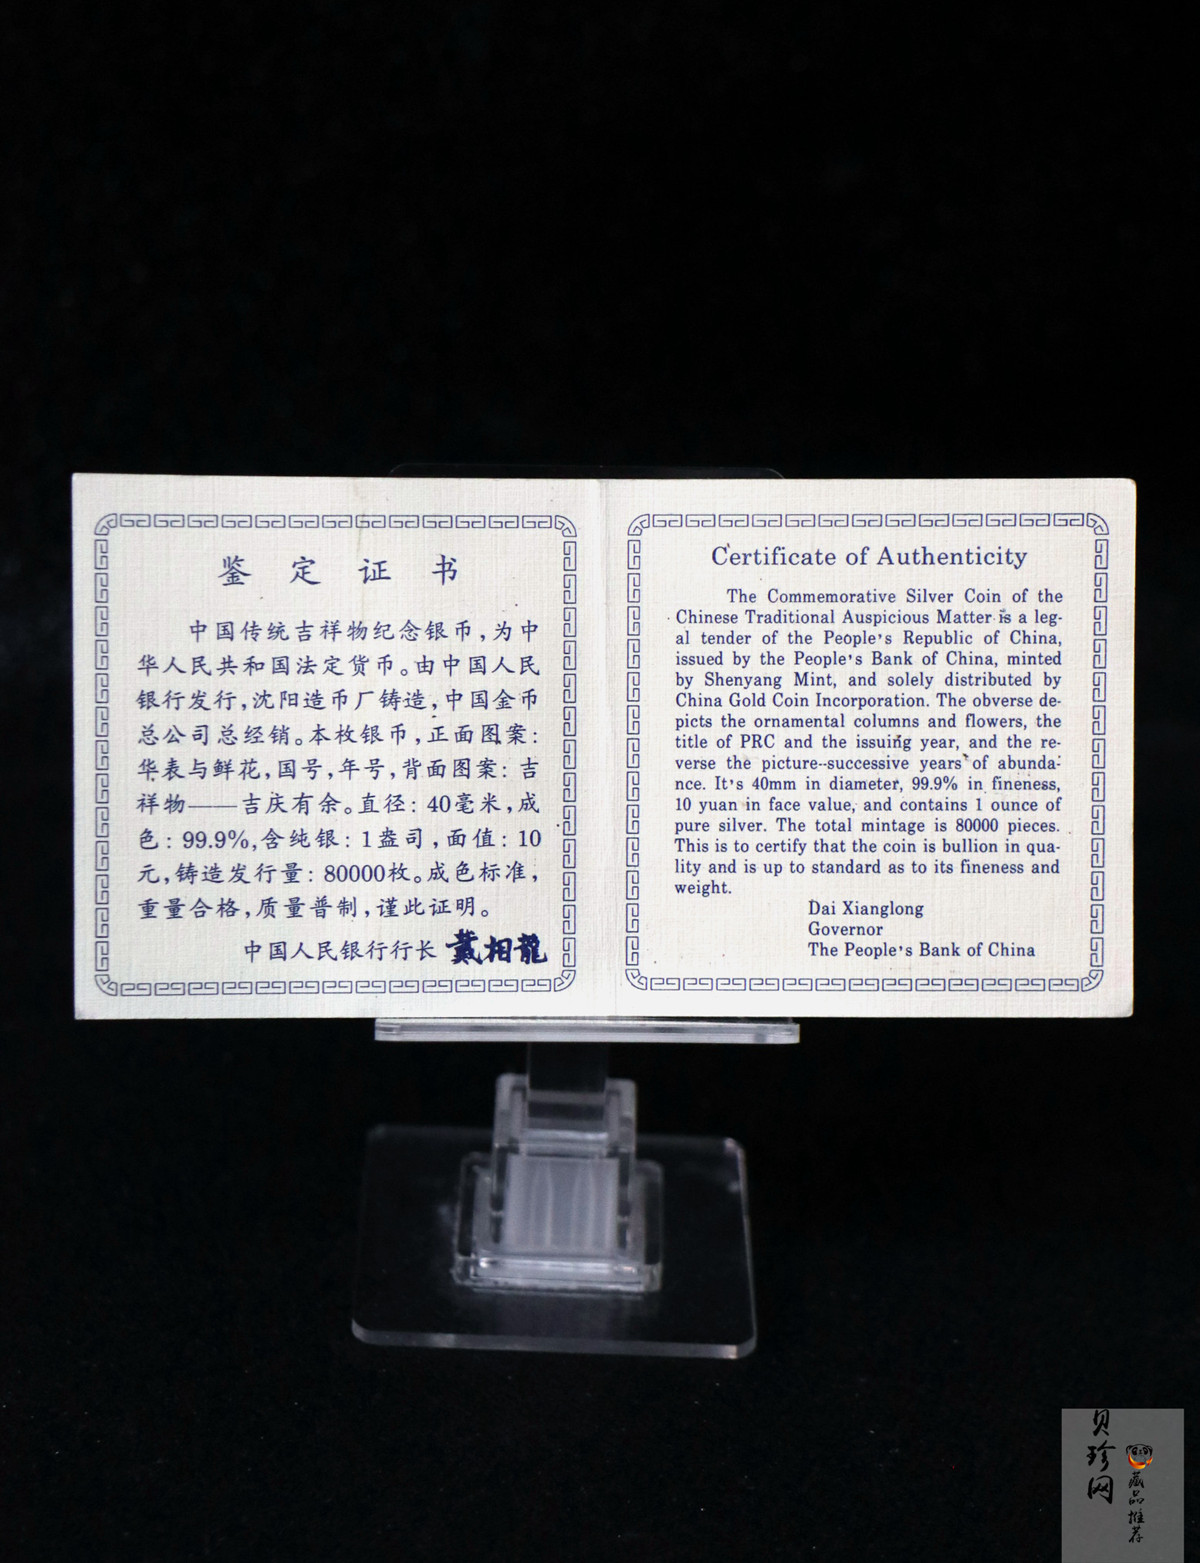 鉴定证书
中国传统吉祥物纪念银币,为中
华人民共和国法定货币。由中国人民
银行发行,沈阳造币厂铸造,中国金币
总公司总经销。本枚银币,正面图案:
华表与鲜花,国号,年号,背面图案:吉
祥物——吉庆有余。直径:40毫米,成
色:99.9%,含纯银:1盎司,面值:10
元,铸造发行量:80000枚。成色标准,
重量合格,质量普制,谨此证明。
中国人民银行行长 戴相龍
Certificate of Authenticity
The Commemorative Silver Coin of the
Chinese Traditional Auspicious Matter is a leg-
al tender of the People's Republic of China,
issued by the People's Bank of China, minted
by Shenyang Mint, and solely distributed by
China Gold Coin Incorporation. The obverse de-
picts the ornamental columns and flowers, the
title of PRC and the issuing year, and the re-
verse the picture--successive years of abunda-
nce. It's 40mm in diameter, 99.9% in fineness,
10 yuan in face value, and contains 1 ounce of
pure silver. The total mintage is 80000 pieces.
This is to certify that the coin is bullion in qua-
lity and is up to standard as to its fineness and
weight.
Dai Xianglong
Governor
The People's Bank of China
贝珍网
藏品推荐